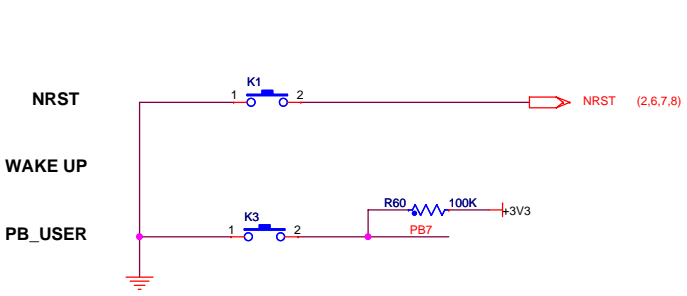 K1
NRST 1 2 NRST (2,6,7,8)
WAKE UP
R60 100K +3V3
K3
PB_USER 1 2 PB7